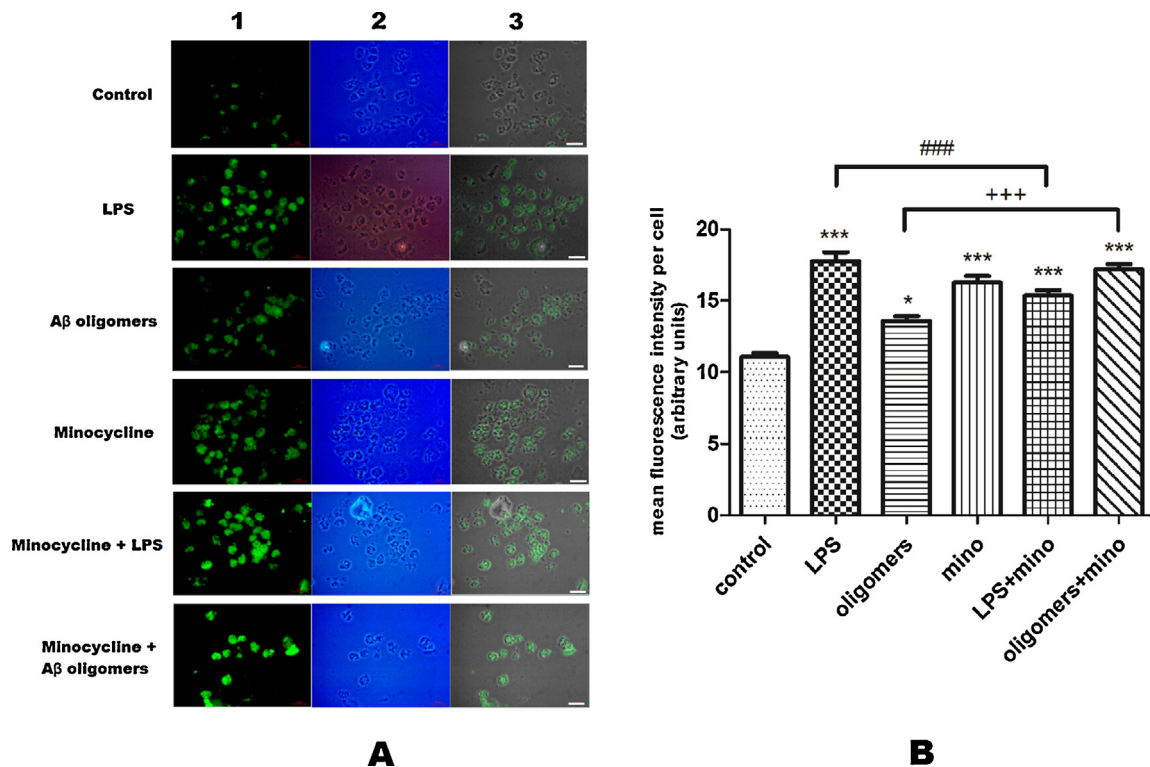 1 2 3
Control
LPS
Aβ oligomers
Minocycline
Minocycline + LPS
Minocycline +
Aβ oligomers
A
mean fluorescence intensity per cell
(arbitrary units)
20
15
10
5
0
###
+++
***
*
***
***
***
control
LPS
oligomers
mino
LPS+mino
oligomers+mino
B